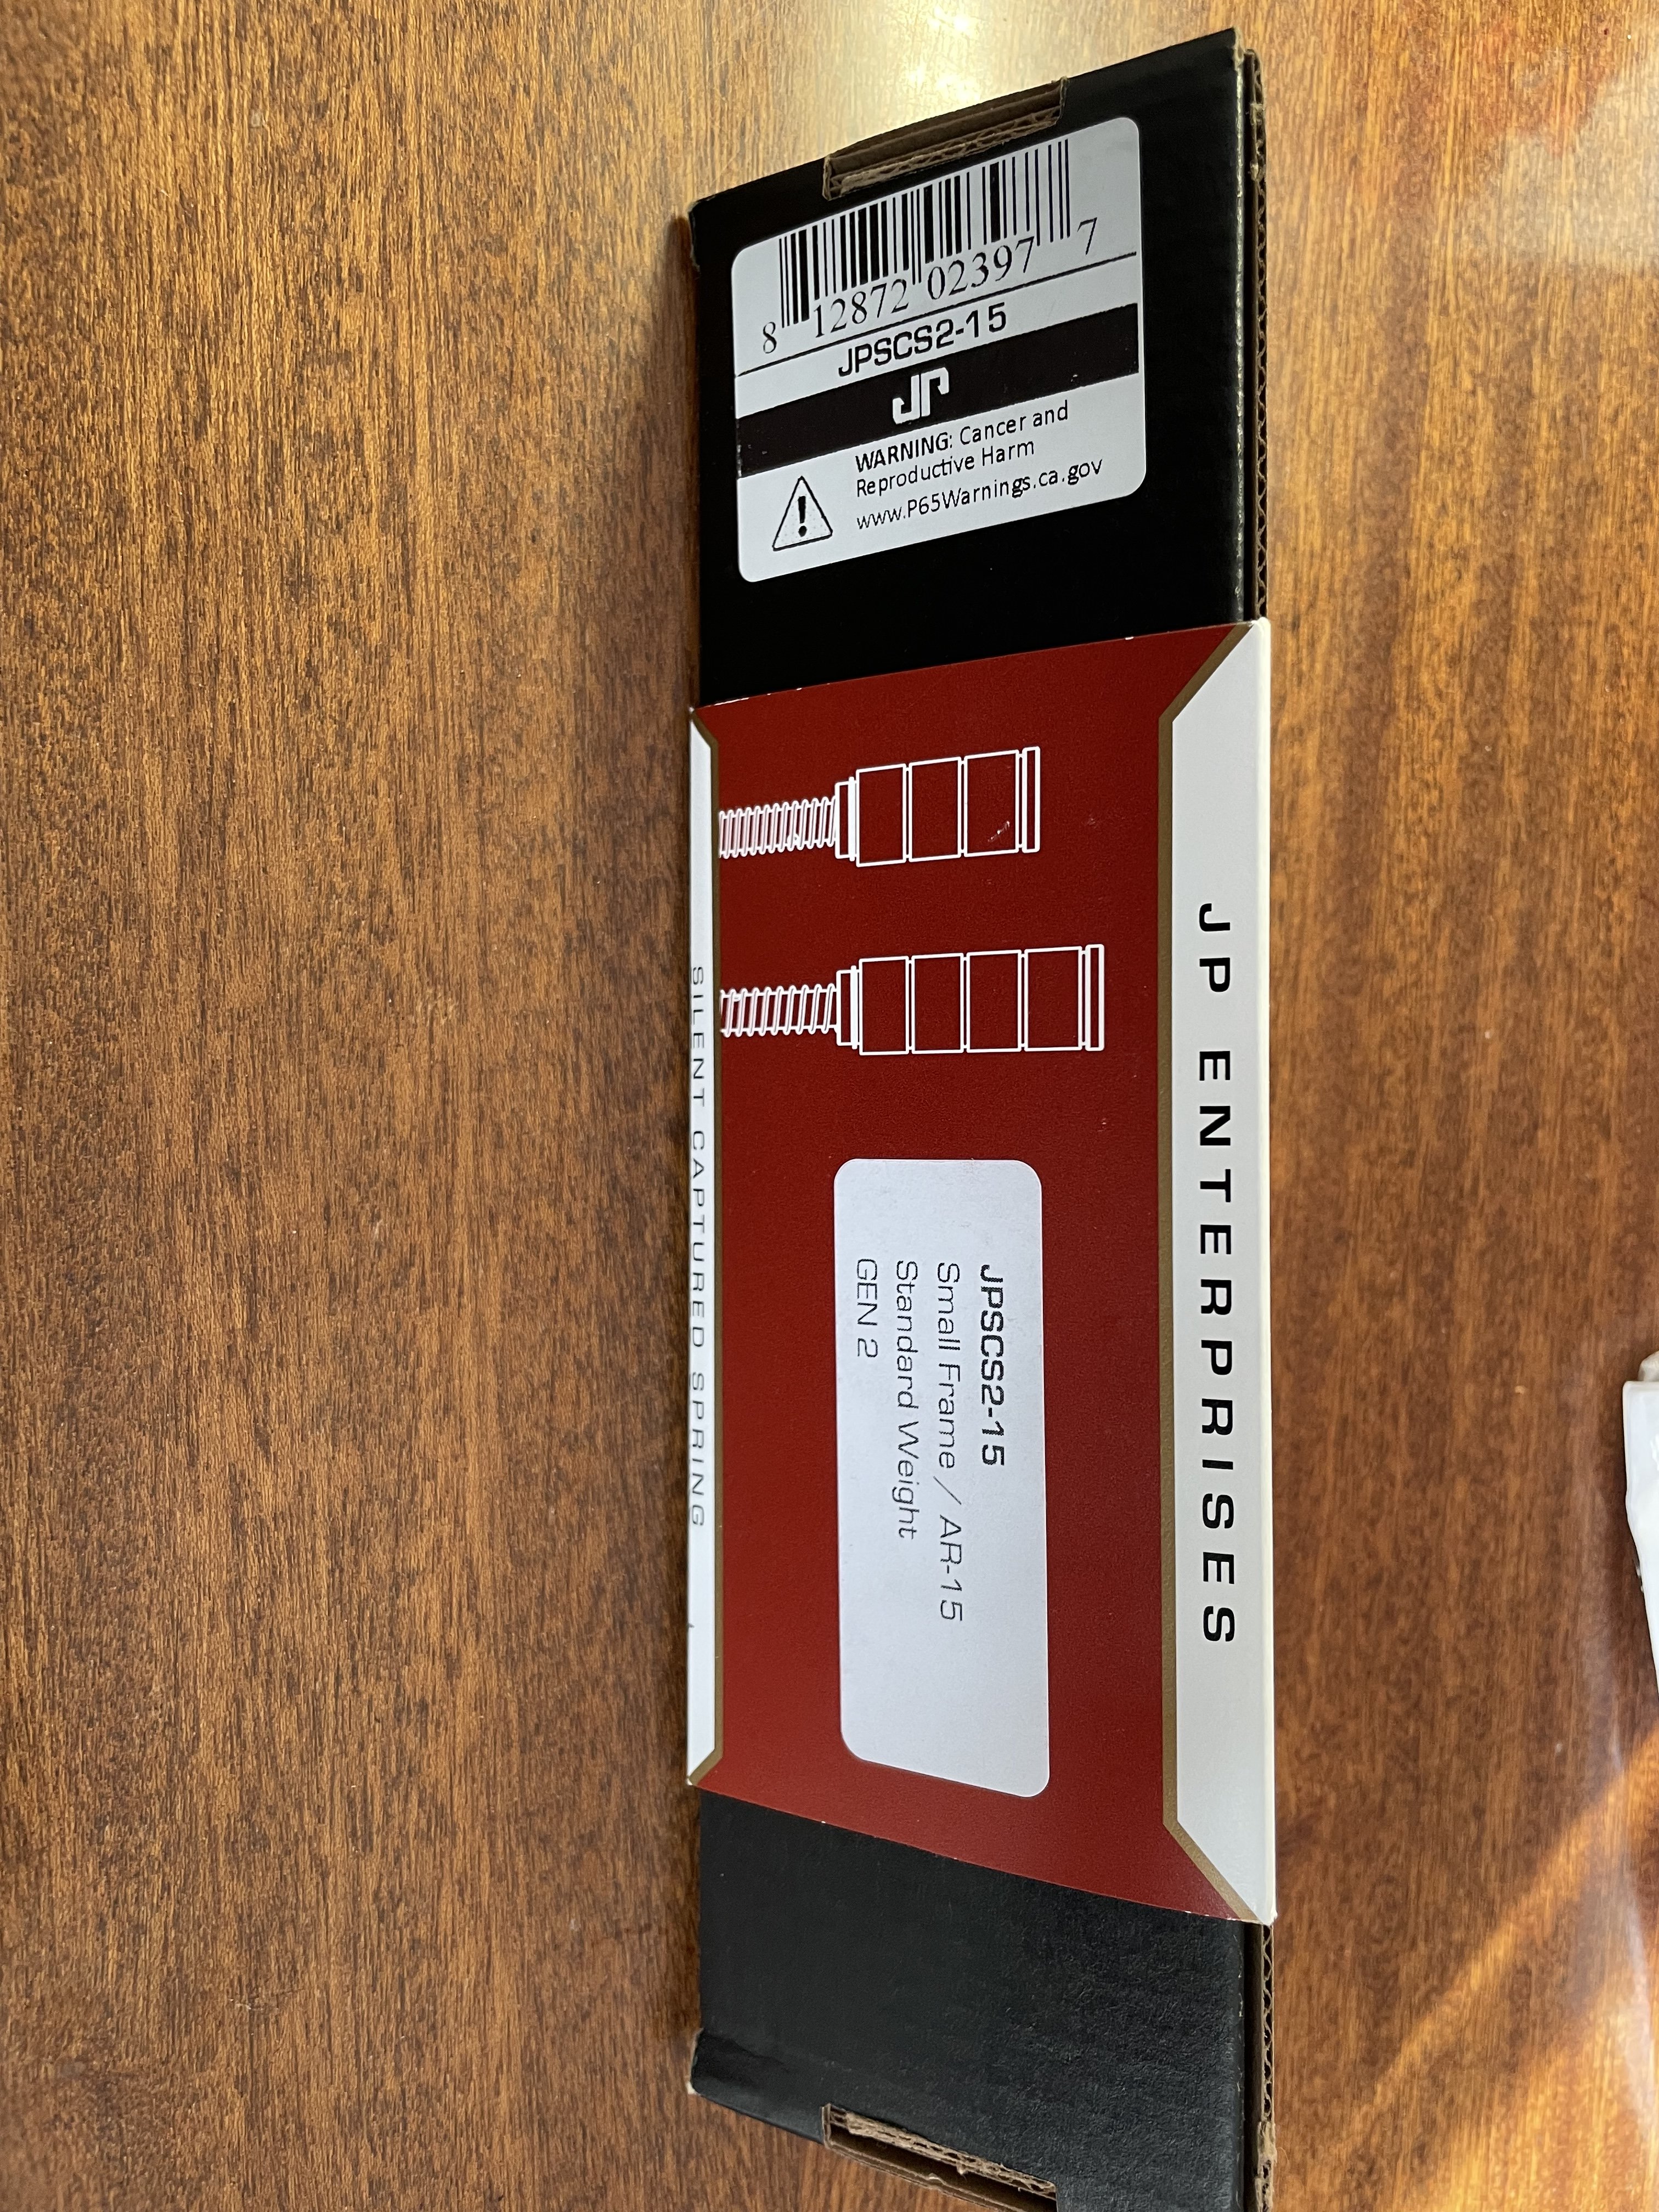 8 12872 02397 7
JPSCS2-15
JP
WARNING: Cancer and
Reproductive Harm
www.P65Warnings.ca.gov
JP ENTERPRISES
JPSCS2-15
Small Frame / AR-15
Standard Weight
GEN 2
SILENT CAPTURED SPRING